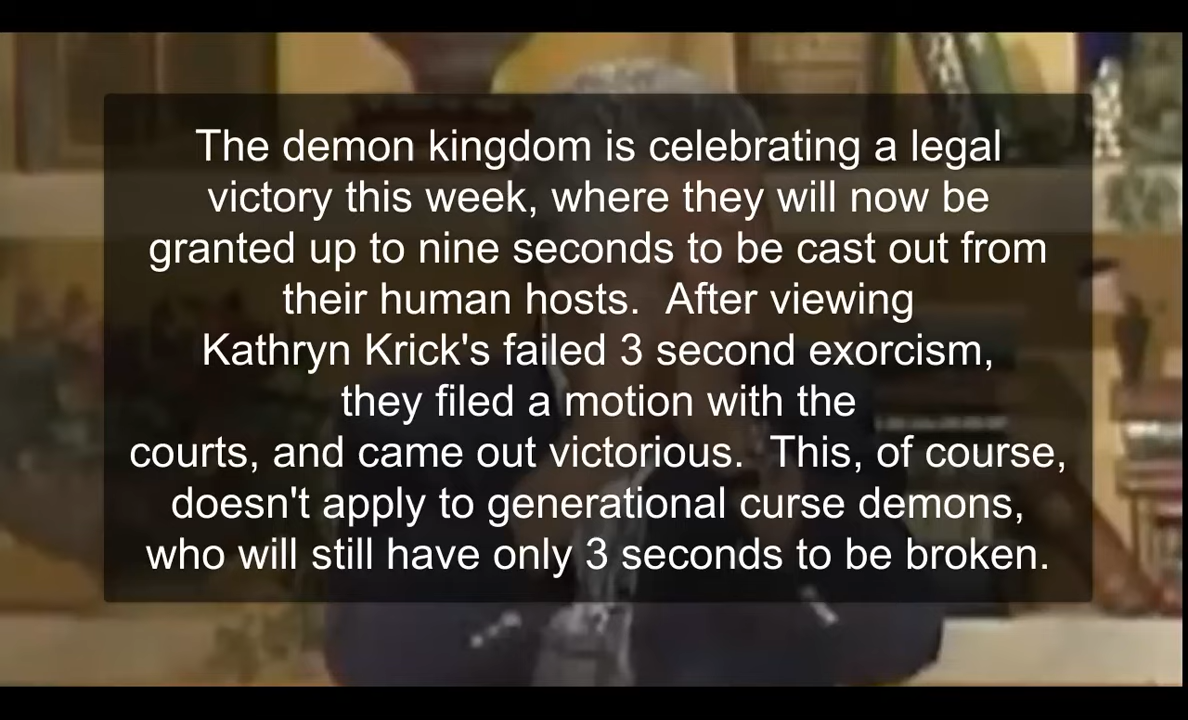 The demon kingdom is celebrating a legal
victory this week, where they will now be
granted up to nine seconds to be cast out from
their human hosts.  After viewing
Kathryn Krick's failed 3 second exorcism,
they filed a motion with the
courts, and came out victorious.  This, of course,
doesn't apply to generational curse demons,
who will still have only 3 seconds to be broken.